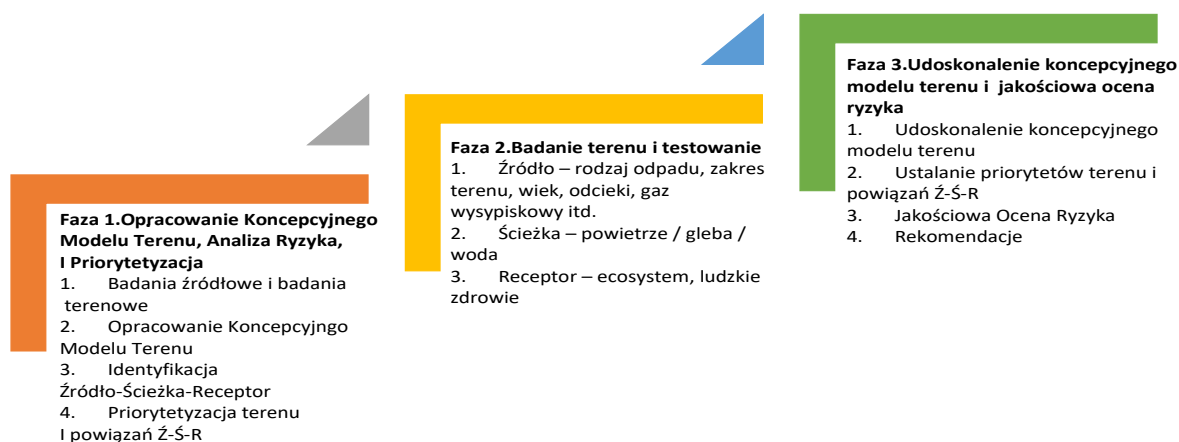 Faza 1.Opracowanie Koncepcyjnego
Modelu Terenu, Analiza Ryzyka,
I Priorytetyzacja
1. Badania źródłowe i badania
terenowe
2. Opracowanie Koncepcyjngo
Modelu Terenu
3. Identyfikacja
Źródło-Ścieżka-Receptor
4. Priorytetyzacja terenu
I powiązań Ź-Ś-R
Faza 2.Badanie terenu i testowanie
1. Źródło – rodzaj odpadu, zakres
terenu, wiek, odcieki, gaz
wysypiskowy itd.
2. Ścieżka – powietrze / gleba /
woda
3. Receptor – ecosystem, ludzkie
zdrowie
Faza 3.Udoskonalenie koncepcyjnego
modelu terenu i jakościowa ocena
ryzyka
1. Udoskonalenie koncepcyjnego
modelu terenu
2. Ustalanie priorytetów terenu i
powiązań Ź-Ś-R
3. Jakościowa Ocena Ryzyka
4. Rekomendacje